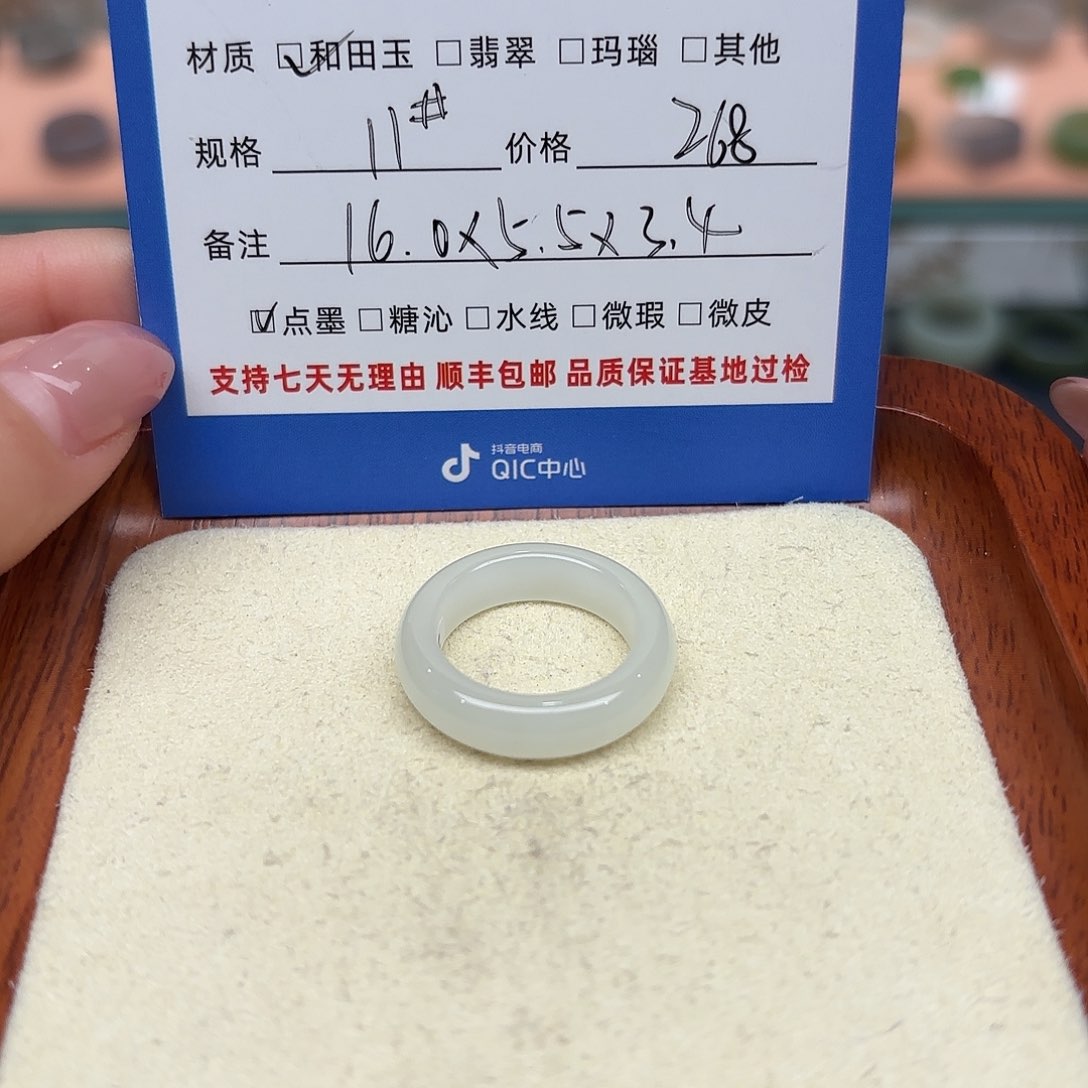 材质 ☑和田玉 □翡翠 □玛瑙 □其他
规格 11# 价格 268
备注 16.0x5.5x3.4
☑点墨 □糖沁 □水线 □微瑕 □微皮
支持七天无理由 顺丰包邮 品质保证基地过检
抖音电商
QIC中心